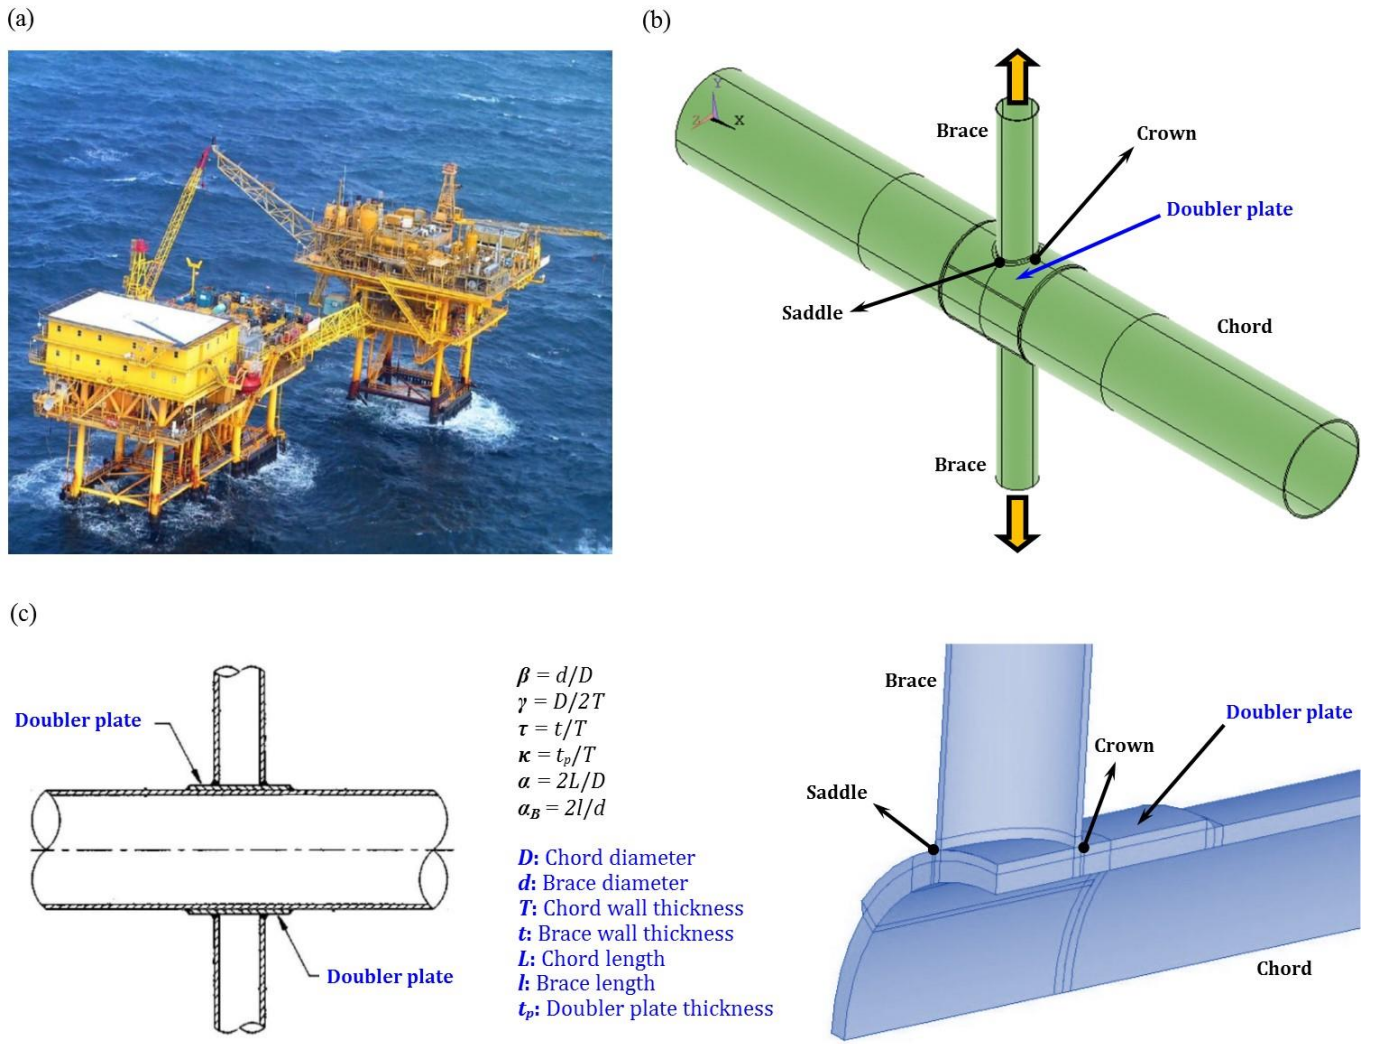 (a)
(b)
Y
Z
X
Brace
Crown
Doubler plate
Saddle
Chord
Brace
(c)
Doubler plate
Doubler plate
β = d/D
γ = D/2T
τ = t/T
κ = tₚ/T
α = 2L/D
α_B = 2l/d
D: Chord diameter
d: Brace diameter
T: Chord wall thickness
t: Brace wall thickness
L: Chord length
l: Brace length
tₚ: Doubler plate thickness
Brace
Doubler plate
Crown
Saddle
Chord